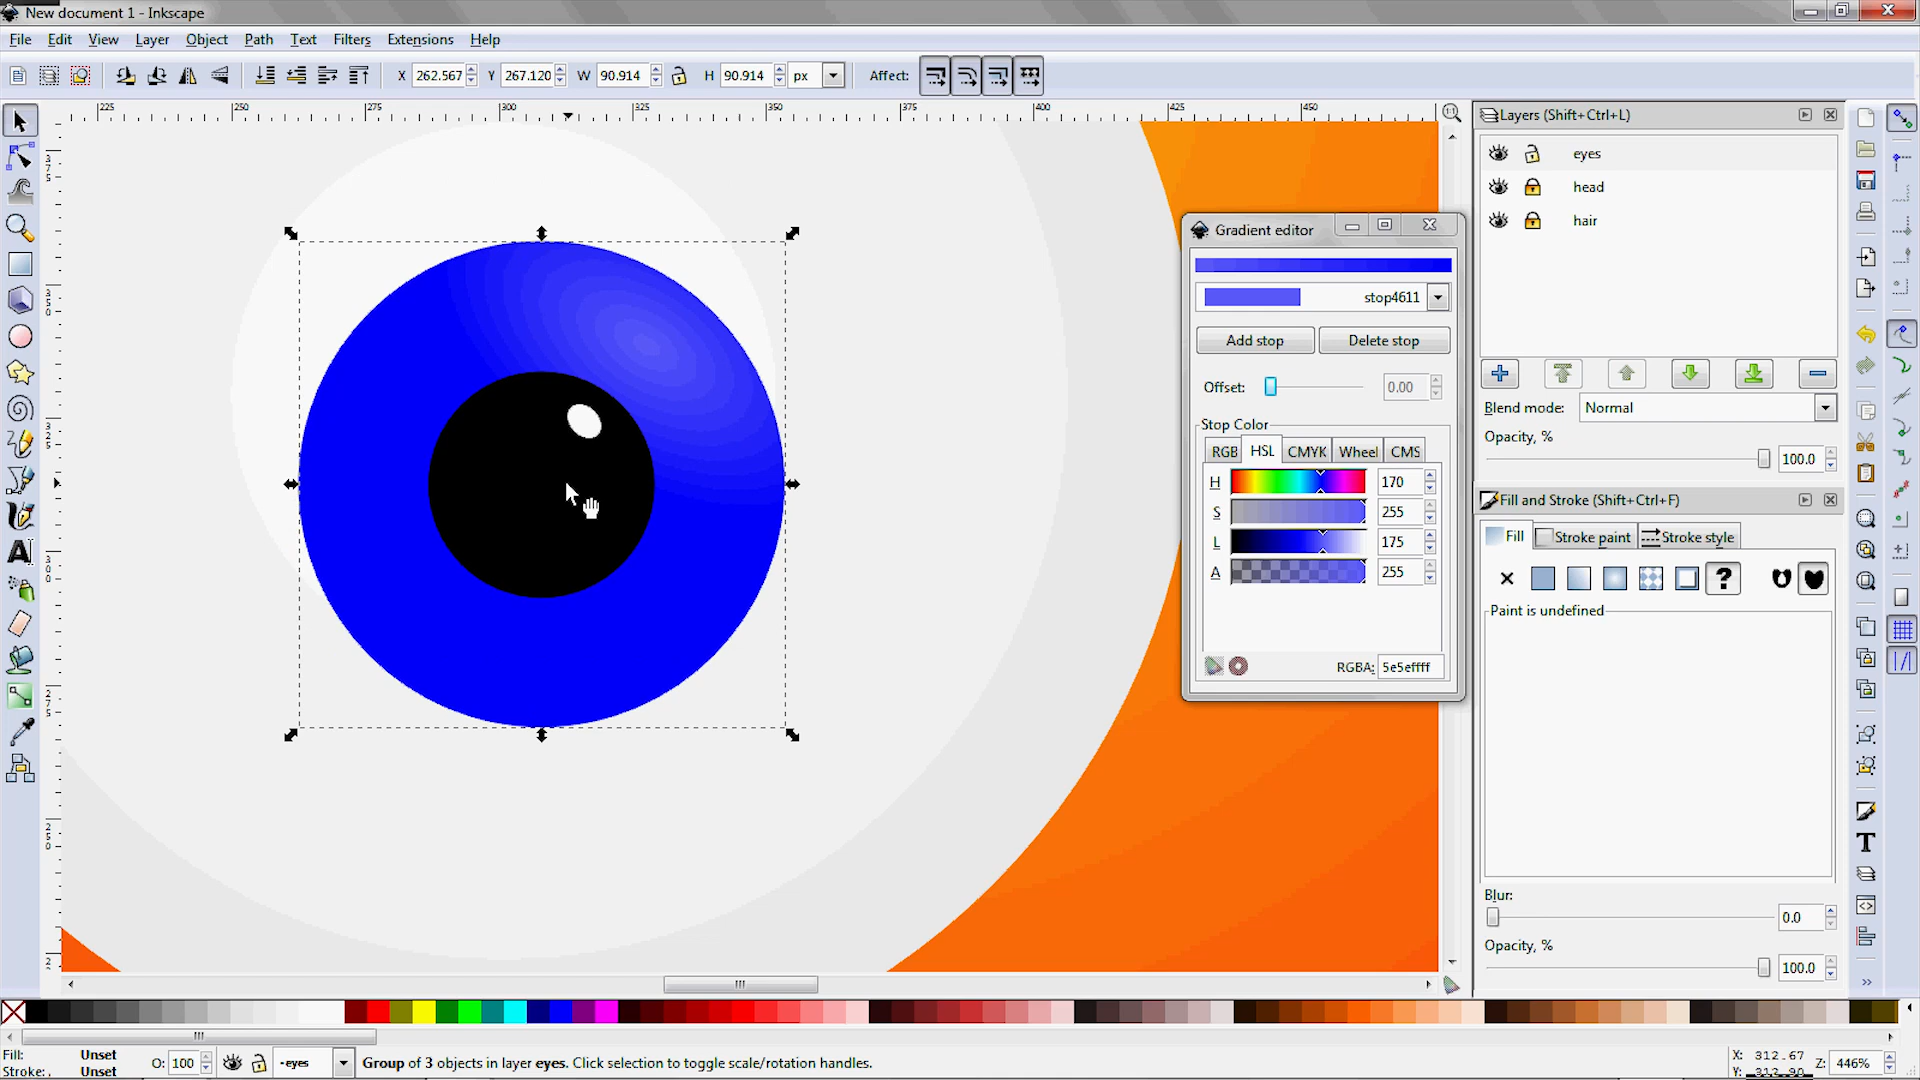 New document 1 - Inkscape
File Edit View Layer Object Path Text Filters Extensions Help
X 262.567 Y 267.120 W 90.914 H 90.914 px Affect:
225 250 275 300 325 350 375 400 425 450
Layers (Shift+Ctrl+L)
eyes
head
hair
Blend mode: Normal
Opacity, % 100.0
Gradient editor
stop4611
Add stop Delete stop
Offset: 0.00
Stop Color
RGB HSL CMYK Wheel CMS
H 170
S 255
L 175
A 255
RGBA: 5e5effff
Fill and Stroke (Shift+Ctrl+F)
Fill Stroke paint Stroke style
Paint is undefined
Blur: 0.0
Opacity, % 100.0
Fill: Unset
Stroke: Unset
O: 100 -eyes Group of 3 objects in layer eyes. Click selection to toggle scale/rotation handles.
X: 312.67
Y: 312.90
Z: 446%